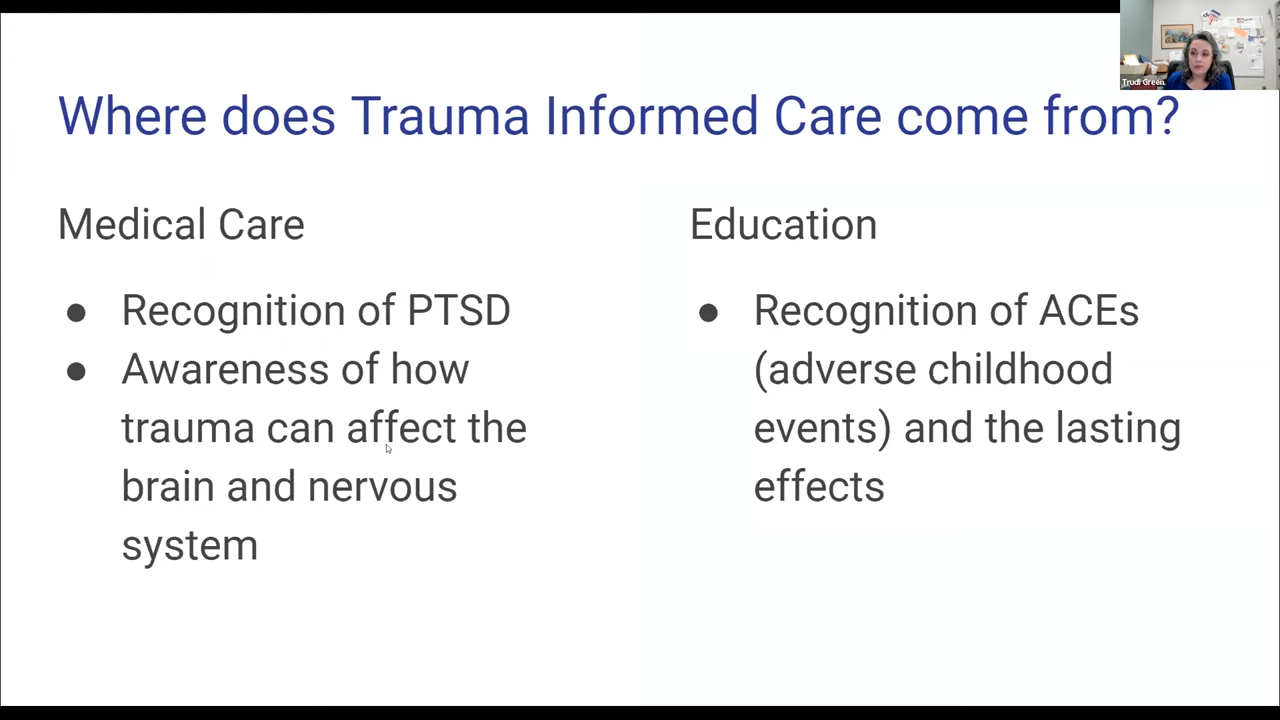 Trudi Green
Where does Trauma Informed Care come from?
Medical Care
● Recognition of PTSD
● Awareness of how
trauma can affect the
brain and nervous
system
Education
● Recognition of ACEs
(adverse childhood
events) and the lasting
effects